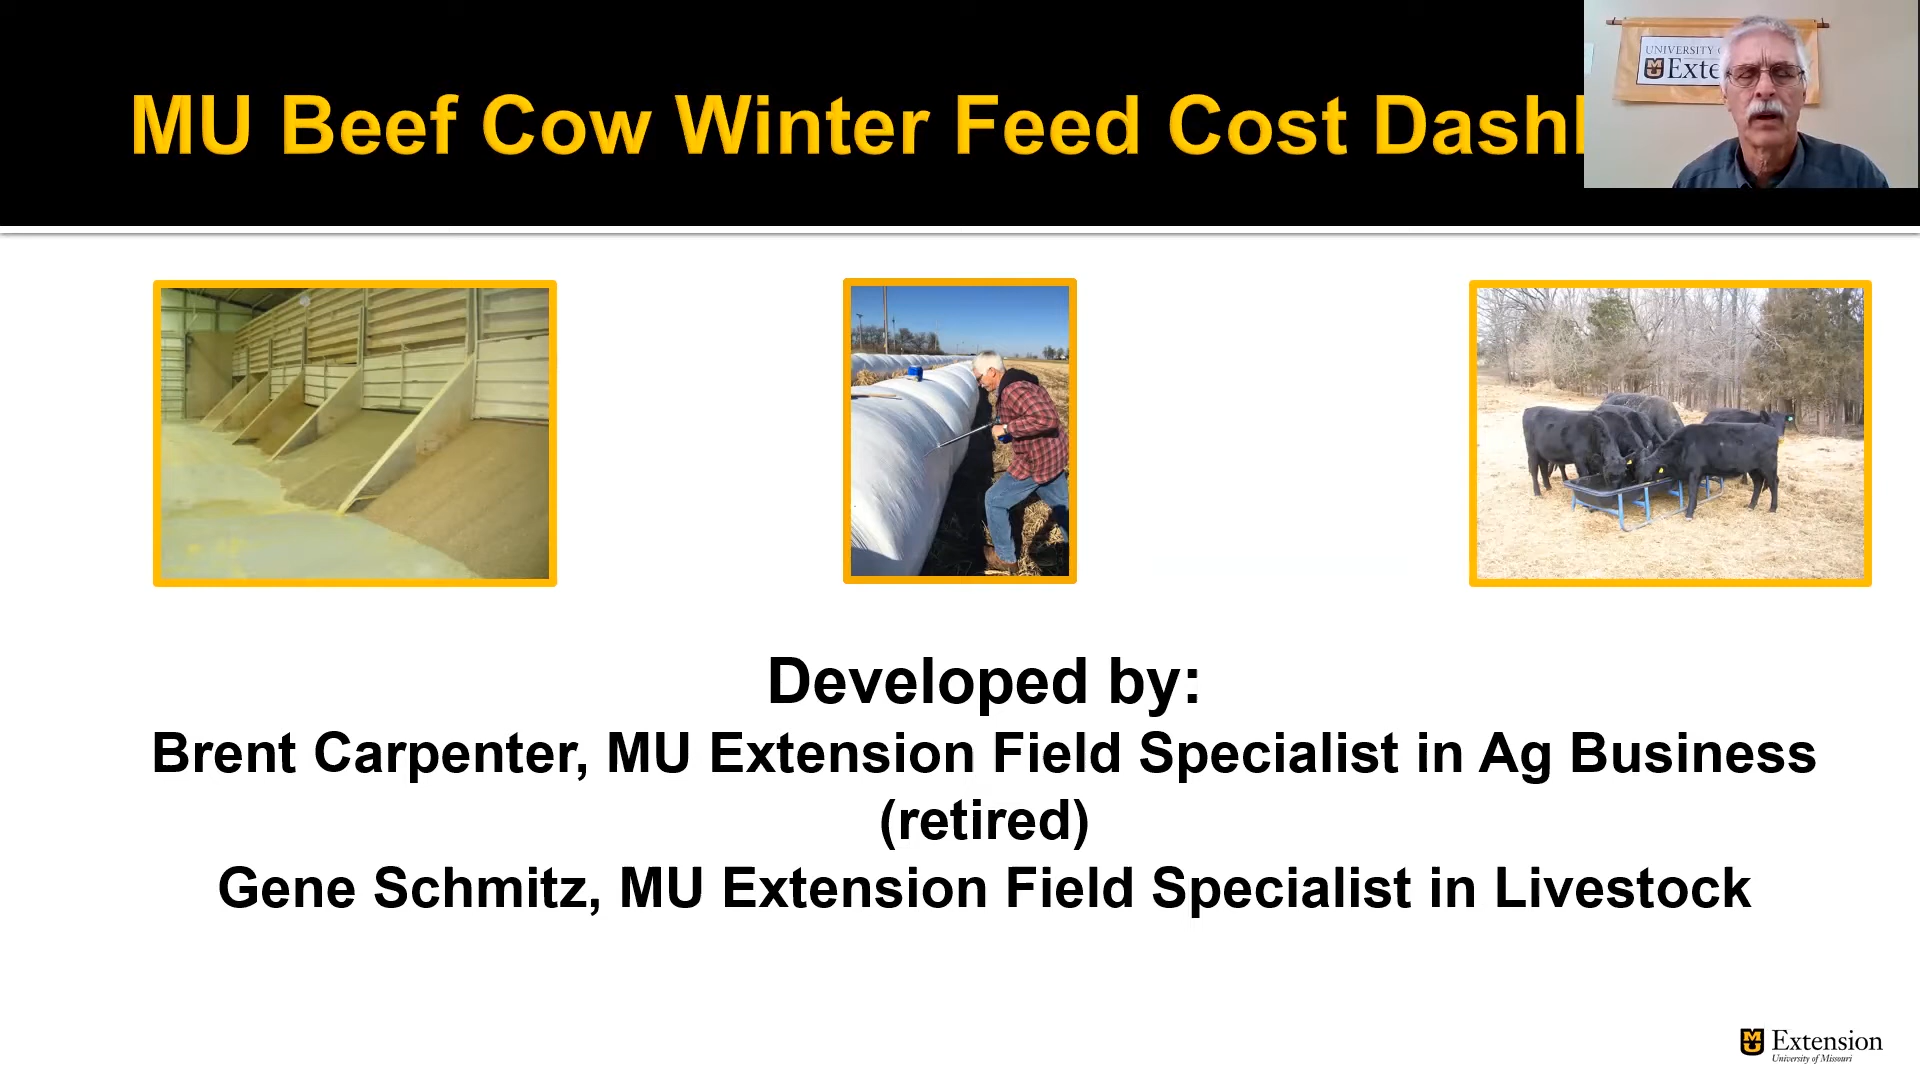 MU Beef Cow Winter Feed Cost Dash
UNIVERSITY
Exte
Developed by:
Brent Carpenter, MU Extension Field Specialist in Ag Business
(retired)
Gene Schmitz, MU Extension Field Specialist in Livestock
Extension
University of Missouri